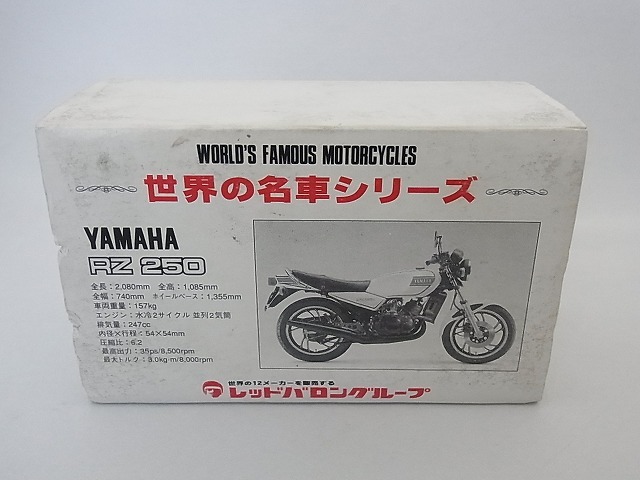 WORLD'S FAMOUS MOTORCYCLES
世界の名車シリーズ
YAMAHA
RZ 250
全長：2,080mm 全高：1,085mm
全幅：740mm ホイールベース：1,355mm
車両重量：157kg
エンジン：水冷2サイクル 並列2気筒
排気量：247cc
内径×行程：54×54mm
圧縮比：6.2
最高出力：35ps/8,500rpm
最大トルク：3.0kg-m/8,000rpm
YAMAHA
世界の12メーカーを販売する
レッドバロングループ